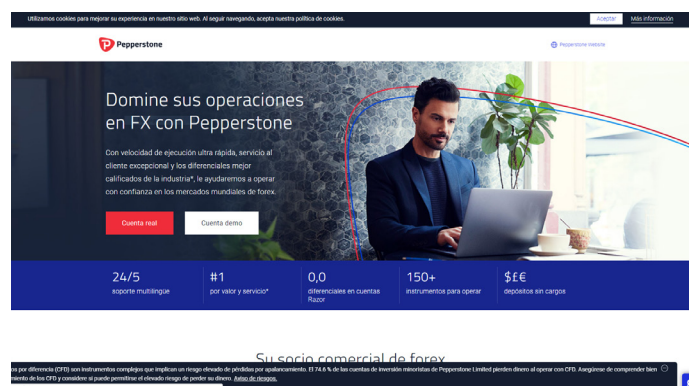 Utilizamos cookies para mejorar su experiencia en nuestro sitio web. Al seguir navegando, acepta nuestra política de cookies.
Aceptar
Más información
Pepperstone
Pepperstone Website
Domine sus operaciones
en FX con Pepperstone
Con velocidad de ejecución ultra rápida, servicio al
cliente excepcional y los diferenciales mejor
calificados de la industria*, le ayudaremos a operar
con confianza en los mercados mundiales de forex.
Cuenta real
Cuenta demo
24/5
soporte multilingüe
#1
por valor y servicio*
0,0
diferenciales en cuentas
Razor
150+
instrumentos para operar
$£€
depósitos sin cargos
Su socio comercial de forex
os por diferencia (CFD) son instrumentos complejos que implican un riesgo elevado de pérdidas por apalancamiento. El 74.6 % de las cuentas de inversión minoristas de Pepperstone Limited pierden dinero al operar con CFD. Asegúrese de comprender bien
miento de los CFD y considere si puede permitirse el elevado riesgo de perder su dinero. Aviso de riesgos.